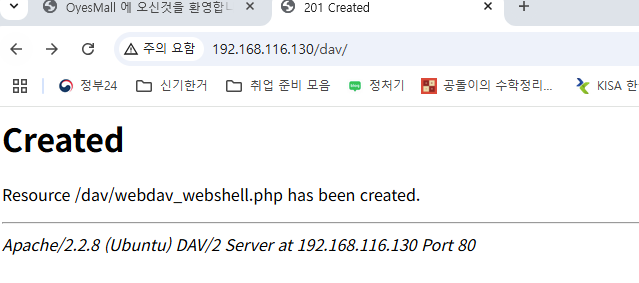 OyesMall 에 오신것을 환영합니
201 Created
주의 요함
192.168.116.130/dav/
정부24
신기한거
취업 준비 모음
정처기
공돌이의 수학정리...
KISA 한
Created
Resource /dav/webdav_webshell.php has been created.
Apache/2.2.8 (Ubuntu) DAV/2 Server at 192.168.116.130 Port 80